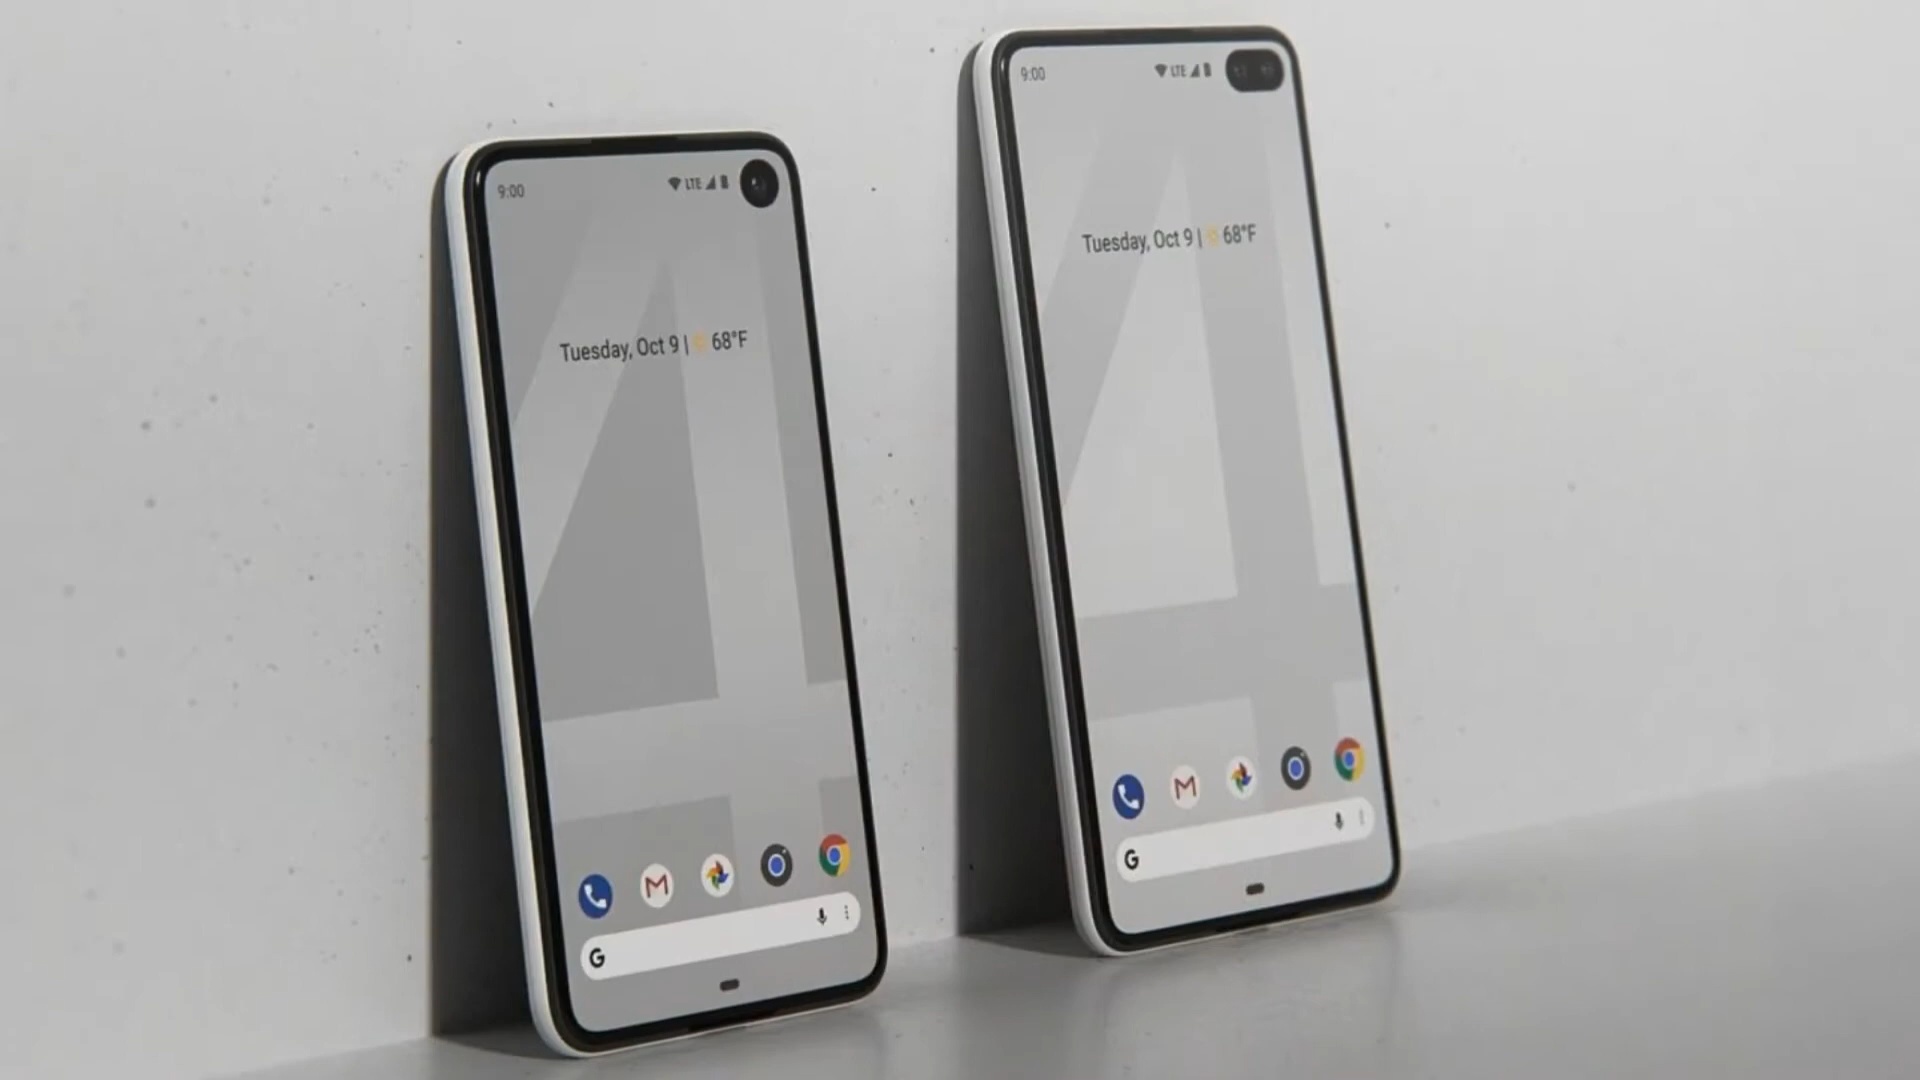 9:00 LTE
Tuesday, Oct 9 | 68°F
M
G
9:00 LTE
Tuesday, Oct 9 | 68°F
M
G